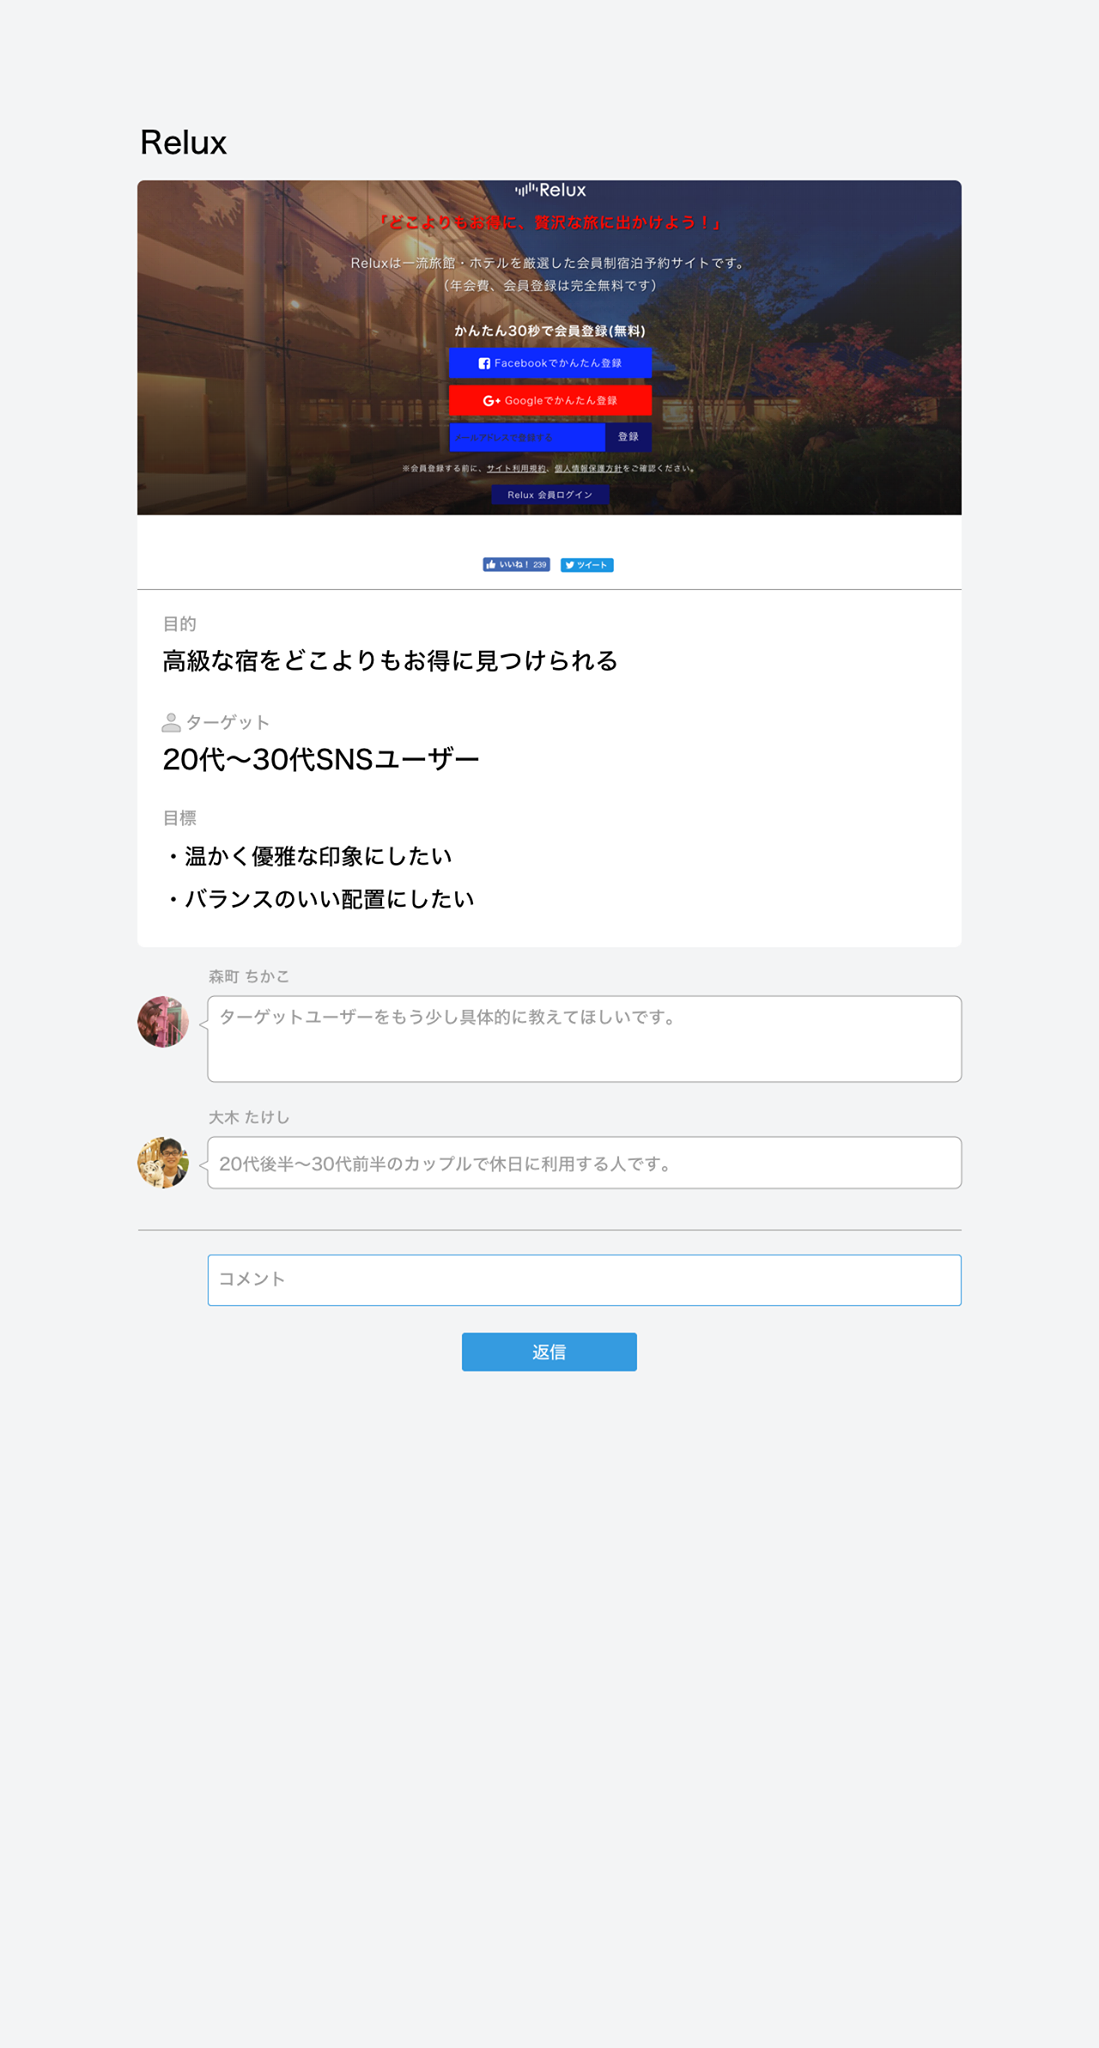 Relux
Relux
「どこよりもお得に、贅沢な旅に出かけよう！」
Reluxは一流旅館・ホテルを厳選した会員制宿泊予約サイトです。
（年会費、会員登録は完全無料です）
かんたん30秒で会員登録(無料)
Facebookでかんたん登録
G+ Googleでかんたん登録
メールアドレスで登録する 登録
※会員登録する前に、サイト利用規約、個人情報保護方針をご確認ください。
Relux 会員ログイン
いいね！ 239 ツイート
目的
高級な宿をどこよりもお得に見つけられる
ターゲット
20代〜30代SNSユーザー
目標
・温かく優雅な印象にしたい
・バランスのいい配置にしたい
森町 ちかこ
ターゲットユーザーをもう少し具体的に教えてほしいです。
大木 たけし
20代後半〜30代前半のカップルで休日に利用する人です。
コメント
返信